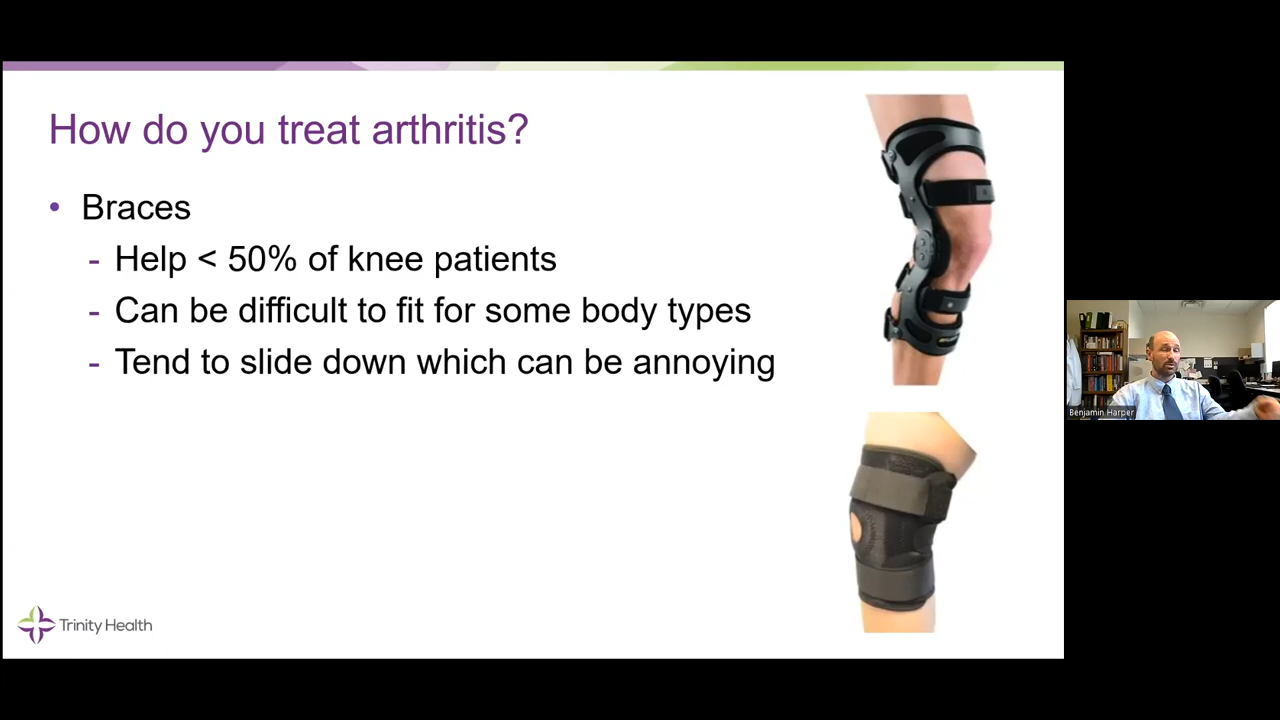 How do you treat arthritis?
• Braces
- Help < 50% of knee patients
- Can be difficult to fit for some body types
- Tend to slide down which can be annoying
Trinity Health
Benjamin Harper